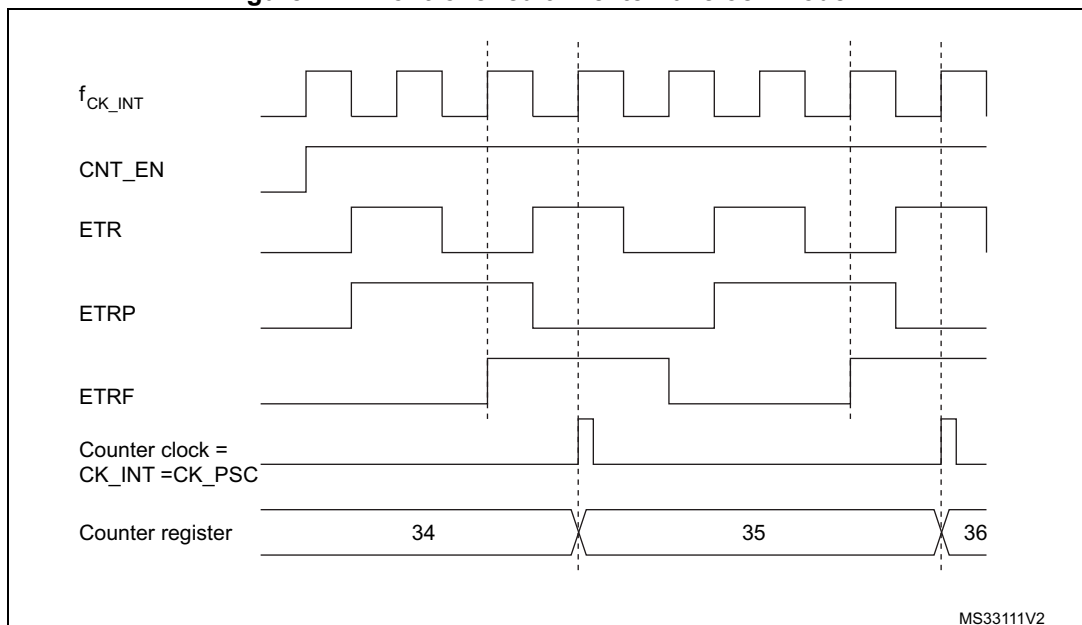 f_CK_INT
CNT_EN
ETR
ETRP
ETRF
Counter clock =
CK_INT =CK_PSC
Counter register
34
35
36
MS33111V2